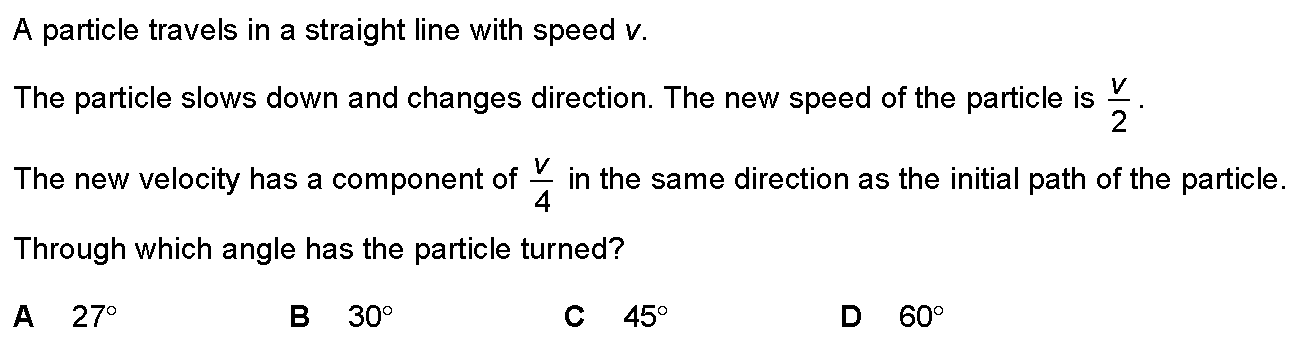 A particle travels in a straight line with speed v.
The particle slows down and changes direction. The new speed of the particle is v/2.
The new velocity has a component of v/4 in the same direction as the initial path of the particle.
Through which angle has the particle turned?
A 27° B 30° C 45° D 60°